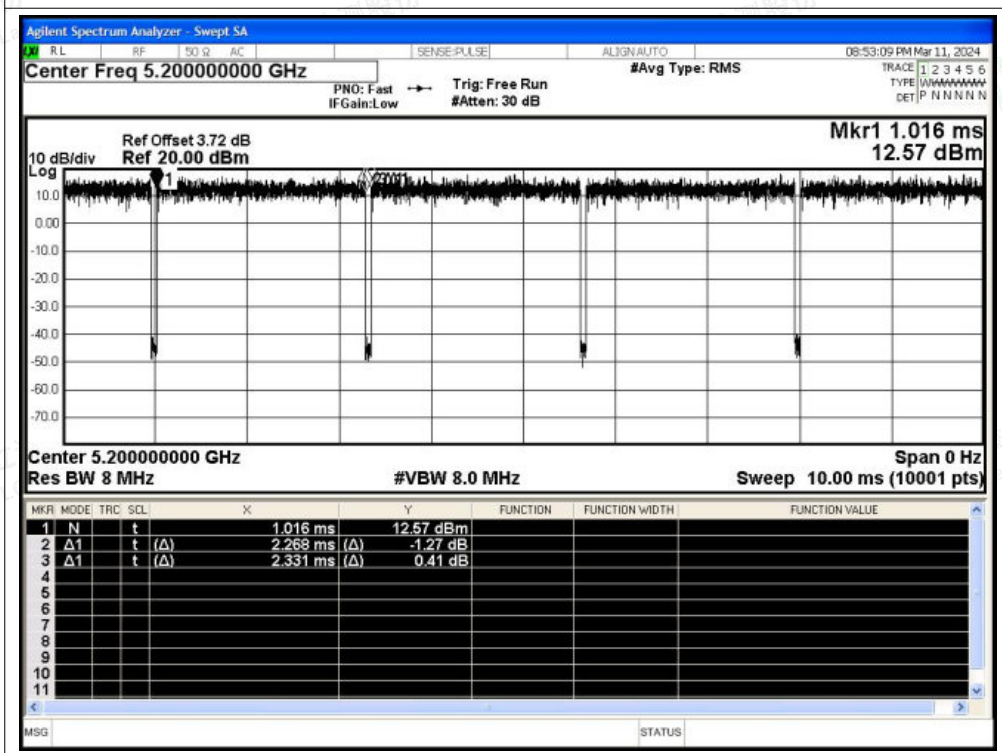 Agilent Spectrum Analyzer - Swept SA
RL RF 50 Ω AC SENSE:PULSE ALIGNAUTO 08:53:09 PM Mar 11, 2024
Center Freq 5.200000000 GHz #Avg Type: RMS TRACE 1 2 3 4 5 6
PNO: Fast Trig: Free Run TYPE
IFGain:Low #Atten: 30 dB DET P N N N N N
Ref Offset 3.72 dB Mkr1 1.016 ms
10 dB/div Ref 20.00 dBm 12.57 dBm
Log
1
10.0
0.00
-10.0
-20.0
-30.0
-40.0
-50.0
-60.0
-70.0
Center 5.200000000 GHz Span 0 Hz
Res BW 8 MHz #VBW 8.0 MHz Sweep 10.00 ms (10001 pts)
MKR MODE TRC SCL X Y FUNCTION FUNCTION WIDTH FUNCTION VALUE
1 N t 1.016 ms 12.57 dBm
2 Δ1 t (Δ) 2.268 ms (Δ) -1.27 dB
3 Δ1 t (Δ) 2.331 ms (Δ) 0.41 dB
4
5
6
7
8
9
10
11
MSG STATUS